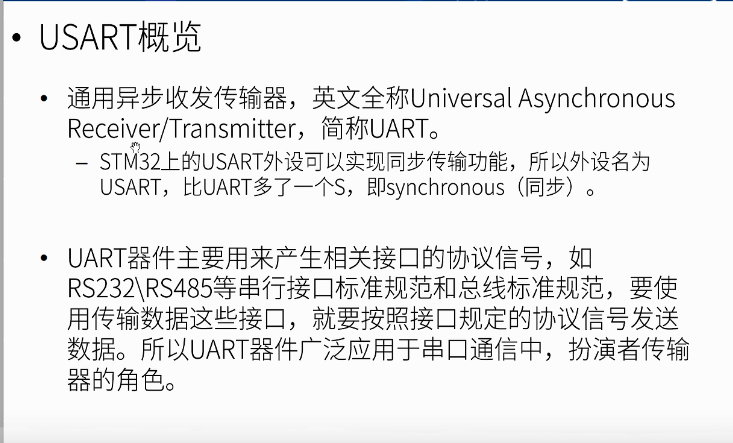 • USART概览
• 通用异步收发传输器，英文全称Universal Asynchronous
Receiver/Transmitter，简称UART。
– STM32上的USART外设可以实现同步传输功能，所以外设名为
USART，比UART多了一个S，即synchronous（同步）。
• UART器件主要用来产生相关接口的协议信号，如
RS232\RS485等串行接口标准规范和总线标准规范，要使
用传输数据这些接口，就要按照接口规定的协议信号发送
数据。所以UART器件广泛应用于串口通信中，扮演者传输
器的角色。